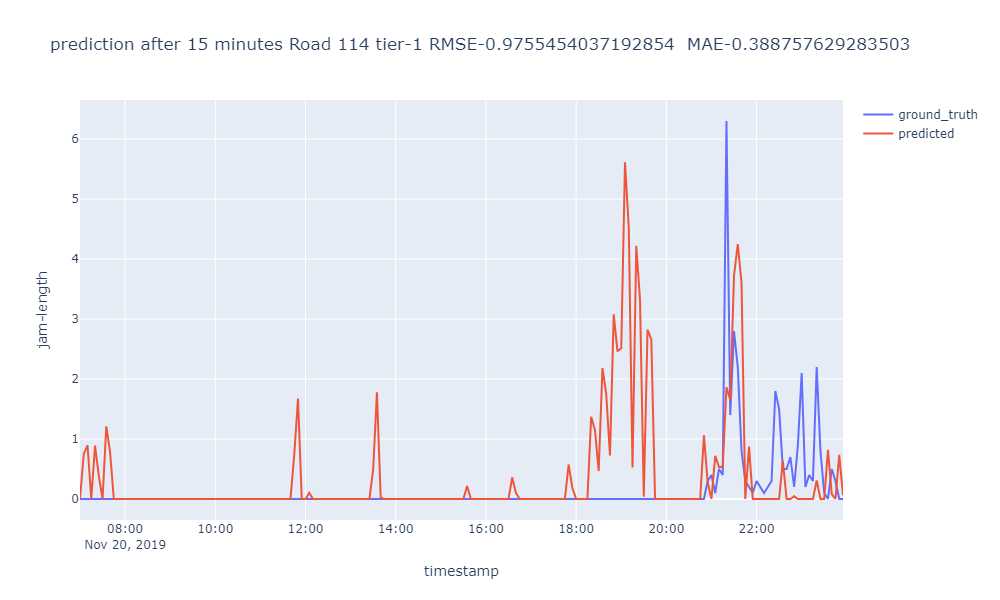 prediction after 15 minutes Road 114 tier-1 RMSE-0.9755454037192854  MAE-0.388757629283503
ground_truth
predicted
6
5
4
3
2
1
0
jam-length
08:00 10:00 12:00 14:00 16:00 18:00 20:00 22:00
Nov 20, 2019
timestamp